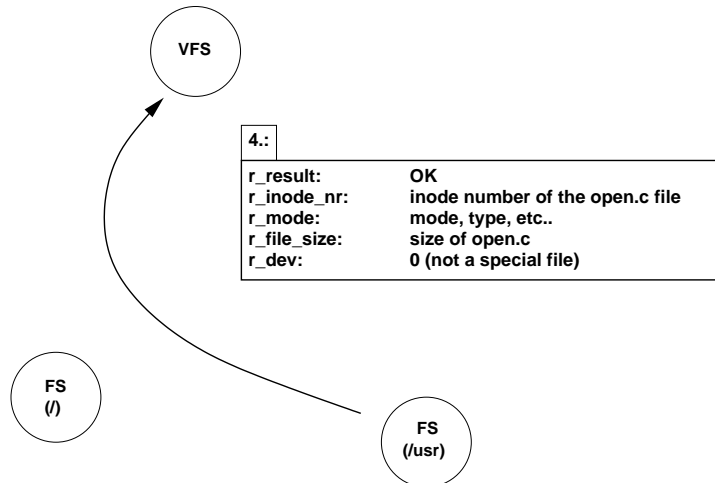 VFS
4.:
r_result: OK
r_inode_nr: inode number of the open.c file
r_mode: mode, type, etc..
r_file_size: size of open.c
r_dev: 0 (not a special file)
FS
(/)
FS
(/usr)